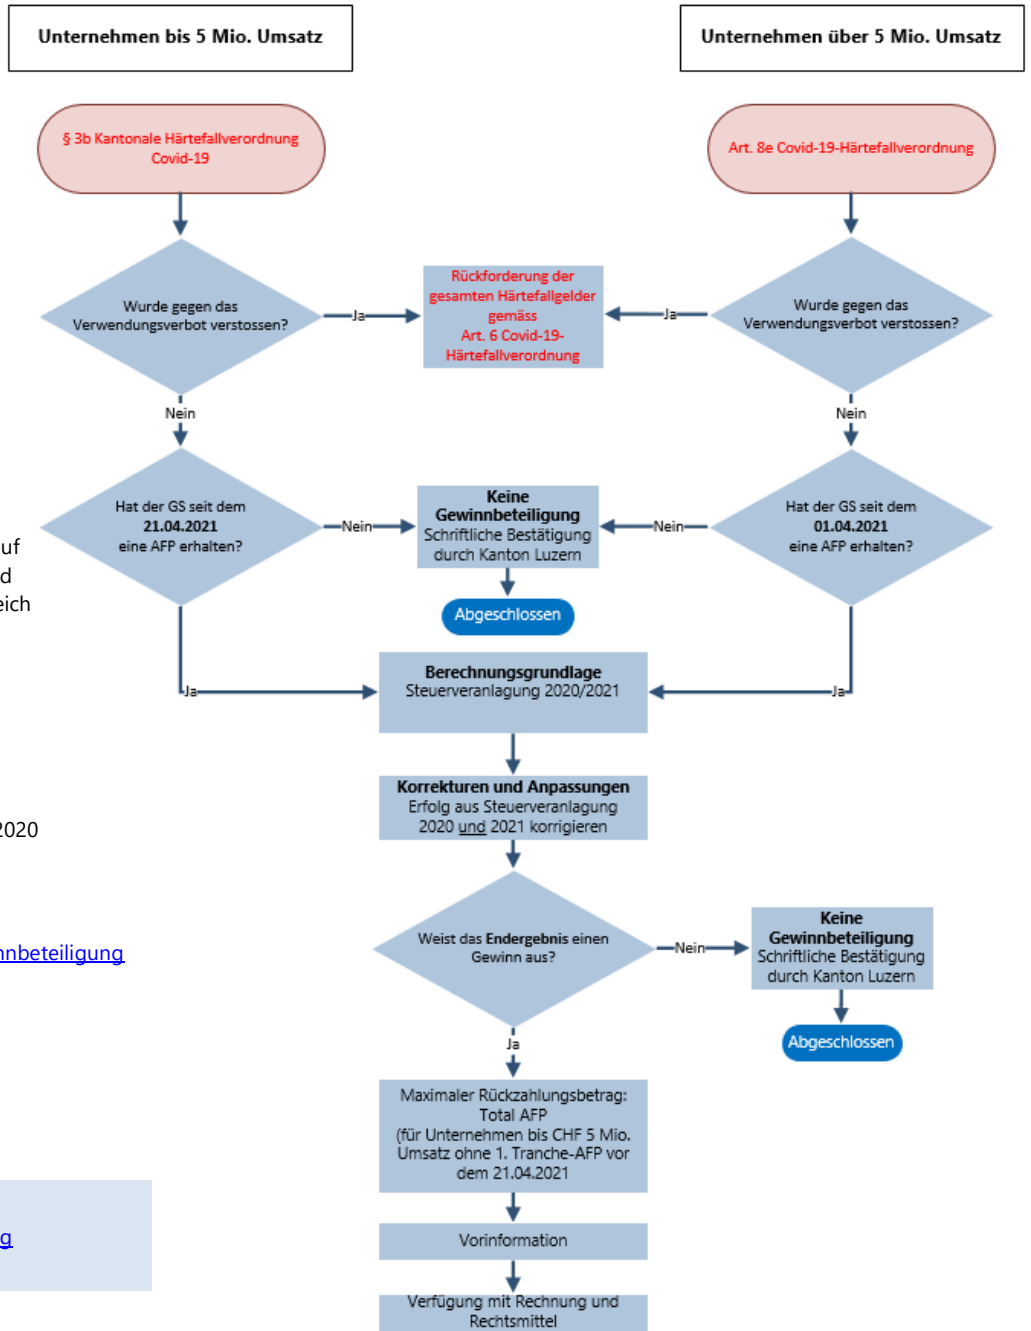 Unternehmen bis 5 Mio. Umsatz
Unternehmen über 5 Mio. Umsatz
§ 3b Kantonale Härtefallverordnung
Covid-19
Art. 8e Covid-19-Härtefallverordnung
Wurde gegen das
Verwendungsverbot verstossen?
Ja
Rückforderung der
gesamten Härtefallgelder
gemäss
Art. 6 Covid-19-
Härtefallverordnung
Ja
Wurde gegen das
Verwendungsverbot verstossen?
Nein
Nein
Hat der GS seit dem
21.04.2021
eine AFP erhalten?
Nein
Keine
Gewinnbeteiligung
Schriftliche Bestätigung
durch Kanton Luzern
Nein
Hat der GS seit dem
01.04.2021
eine AFP erhalten?
uf
d
eich
Abgeschlossen
Ja
Berechnungsgrundlage
Steuerveranlagung 2020/2021
Ja
Korrekturen und Anpassungen
Erfolg aus Steuerveranlagung
2020 und 2021 korrigieren
2020
Weist das Endergebnis einen
Gewinn aus?
Nein
Keine
Gewinnbeteiligung
Schriftliche Bestätigung
durch Kanton Luzern
nnbeteiligung
Abgeschlossen
Ja
Maximaler Rückzahlungsbetrag:
Total AFP
(für Unternehmen bis CHF 5 Mio.
Umsatz ohne 1. Tranche-AFP vor
dem 21.04.2021
g
Vorinformation
Verfügung mit Rechnung und
Rechtsmittel